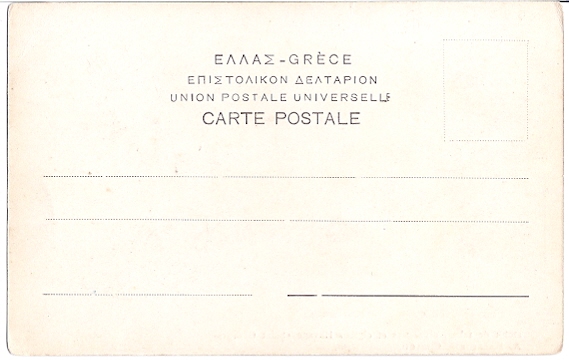 ΕΛΛΑΣ - GRÈCE
ΕΠΙΣΤΟΛΙΚΟΝ ΔΕΛΤΑΡΙΟΝ
UNION POSTALE UNIVERSELLE
CARTE POSTALE